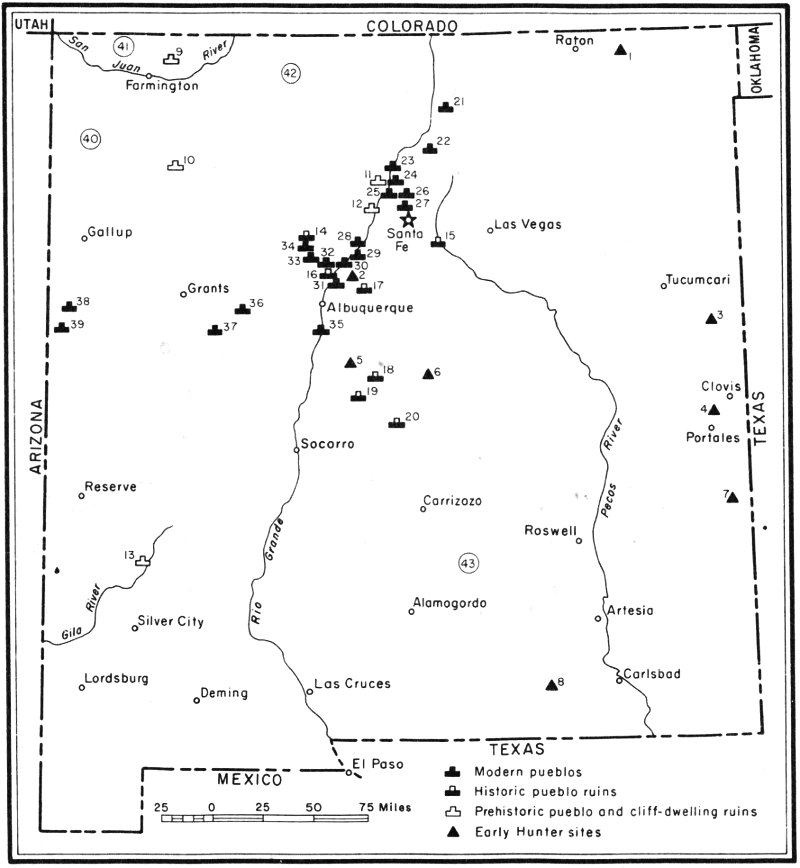 UTAH
COLORADO
OKLAHOMA
San
Juan
River
41
9
Farmington
42
Raton
1
40
10
21
22
23
11
24
25
26
12
27
Santa
Fe
Las Vegas
Gallup
14
34
28
15
33
32
29
30
16
2
31
17
Tucumcari
Grants
38
36
Albuquerque
3
39
37
35
5
18
6
19
20
Clovis
4
Portales
ARIZONA
TEXAS
Socorro
River
Pecos
Reserve
Carrizozo
7
Roswell
Rio
Grande
13
43
Gila
River
Silver City
Alamogordo
Artesia
Lordsburg
Deming
Las Cruces
8
Carlsbad
TEXAS
El Paso
MEXICO
25 0 25 50 75 Miles
Modern pueblos
Historic pueblo ruins
Prehistoric pueblo and cliff-dwelling ruins
Early Hunter sites